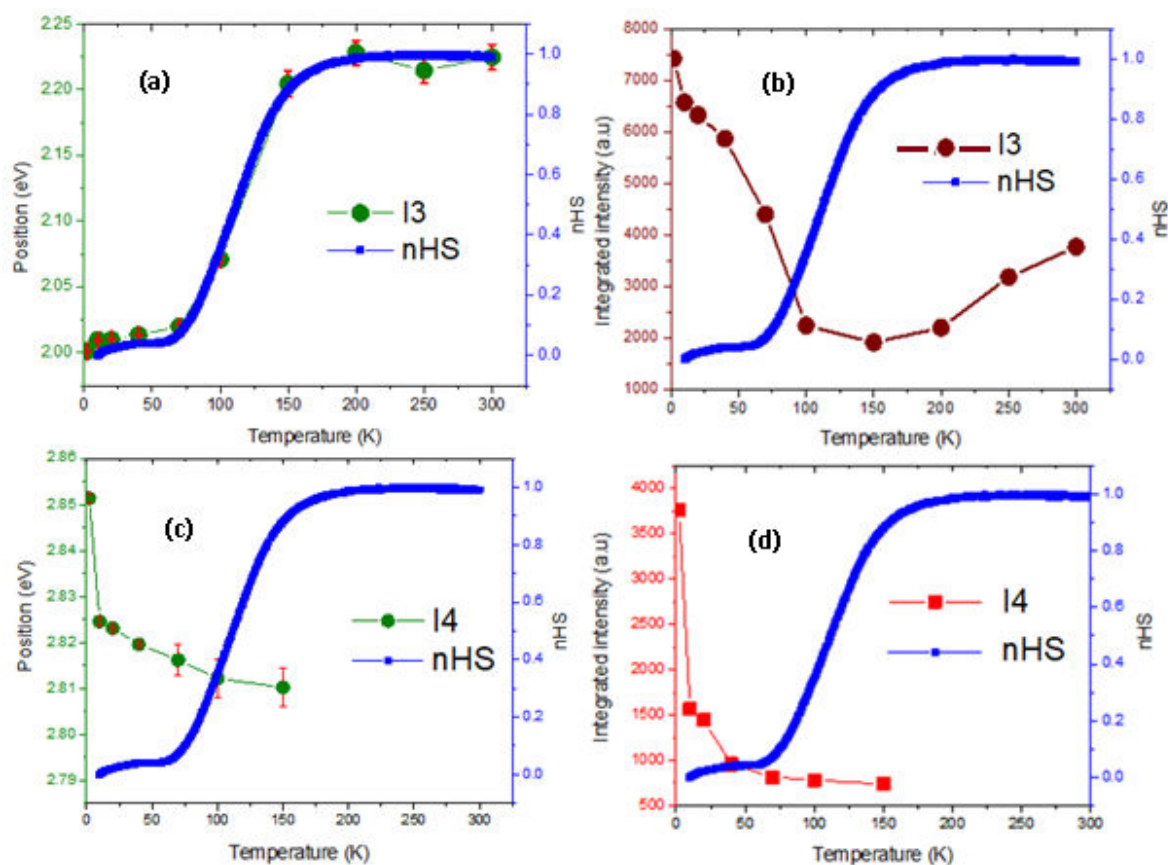 2.25
2.20
2.15
2.10
2.05
2.00
Position (eV)
(a)
I3
nHS
1.0
0.8
0.6
0.4
0.2
0.0
nHS
0 50 100 150 200 250 300
Temperature (K)
8000
7000
6000
5000
4000
3000
2000
1000
Integrated intensity (a.u)
(b)
I3
nHS
1.0
0.8
0.6
0.4
0.2
0.0
nHS
0 50 100 150 200 250 300
Temperature (K)
2.86
2.85
2.84
2.83
2.82
2.81
2.80
2.79
Position (eV)
(c)
I4
nHS
1.0
0.8
0.6
0.4
0.2
0.0
nHS
0 50 100 150 200 250 300
Temperature (K)
4000
3750
3500
3250
3000
2750
2500
2250
2000
1750
1500
1250
1000
750
500
Integrated intensity (a.u)
(d)
I4
nHS
1.0
0.8
0.6
0.4
0.2
0.0
nHS
0 50 100 150 200 250 300
Temperature (K)